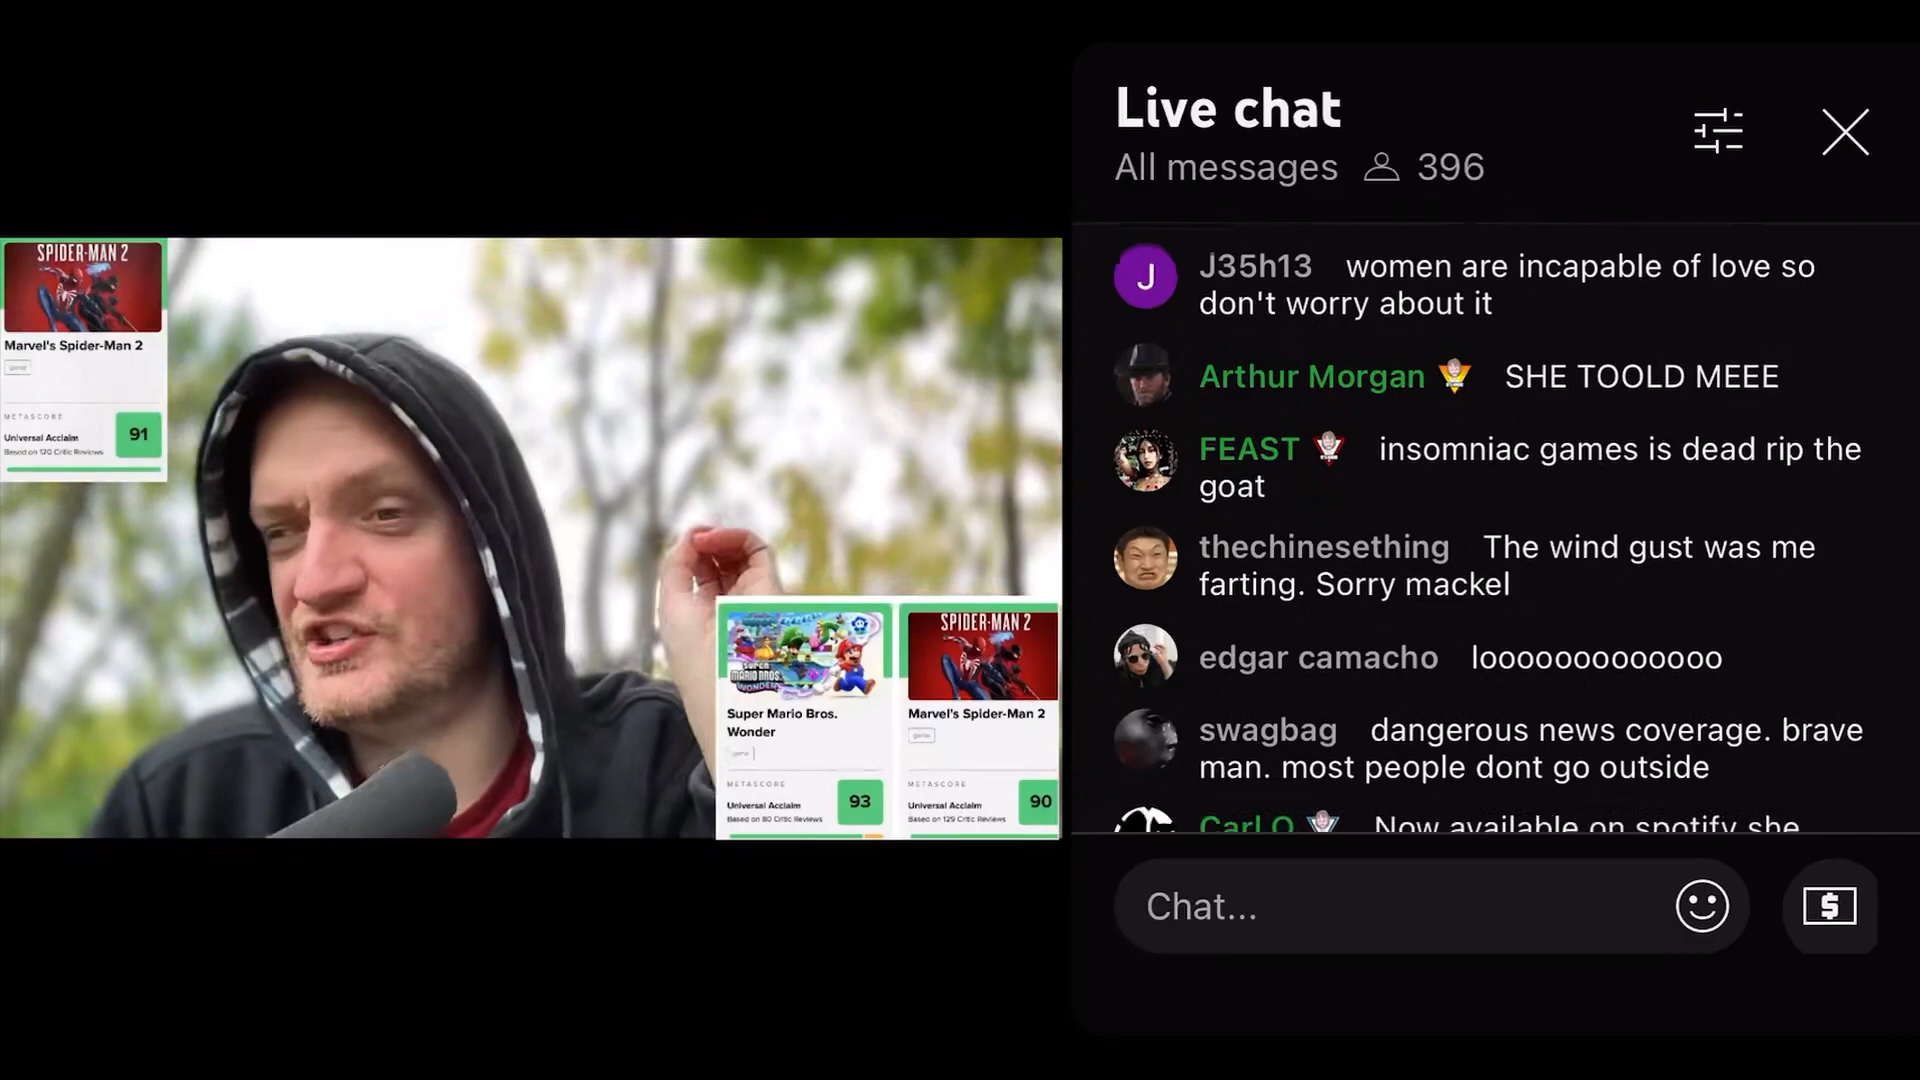 SPIDER-MAN 2
Marvel's Spider-Man 2
game
METASCORE
Universal Acclaim
Based on 120 Critic Reviews
91
SUPER
MARIO BROS.
WONDER
Super Mario Bros.
Wonder
game
METASCORE
Universal Acclaim
Based on 80 Critic Reviews
93
SPIDER-MAN 2
Marvel's Spider-Man 2
game
METASCORE
Universal Acclaim
Based on 129 Critic Reviews
90
Live chat
All messages 396
J
J35h13 women are incapable of love so
don't worry about it
Arthur Morgan SHE TOOLD MEEE
FEAST insomniac games is dead rip the
goat
thechinesething The wind gust was me
farting. Sorry mackel
edgar camacho looooooooooooo
swagbag dangerous news coverage. brave
man. most people dont go outside
Carl O Now available on spotify she
Chat...
$